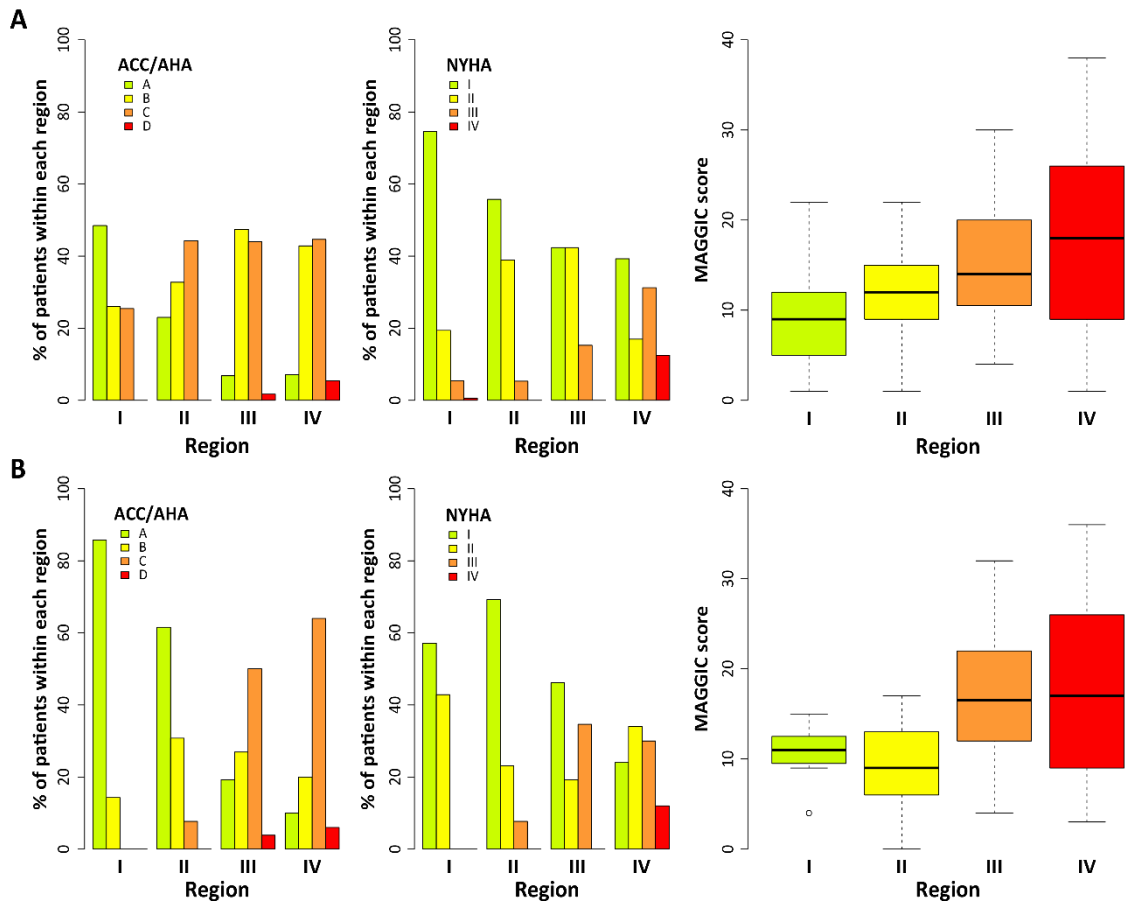 A
% of patients within each region
100
80
60
40
20
0
ACC/AHA
A
B
C
D
I II III IV
Region
% of patients within each region
100
80
60
40
20
0
NYHA
I
II
III
IV
I II III IV
Region
MAGGIC score
40
30
20
10
0
I II III IV
Region
B
% of patients within each region
100
80
60
40
20
0
ACC/AHA
A
B
C
D
I II III IV
Region
% of patients within each region
100
80
60
40
20
0
NYHA
I
II
III
IV
I II III IV
Region
MAGGIC score
40
30
20
10
0
I II III IV
Region